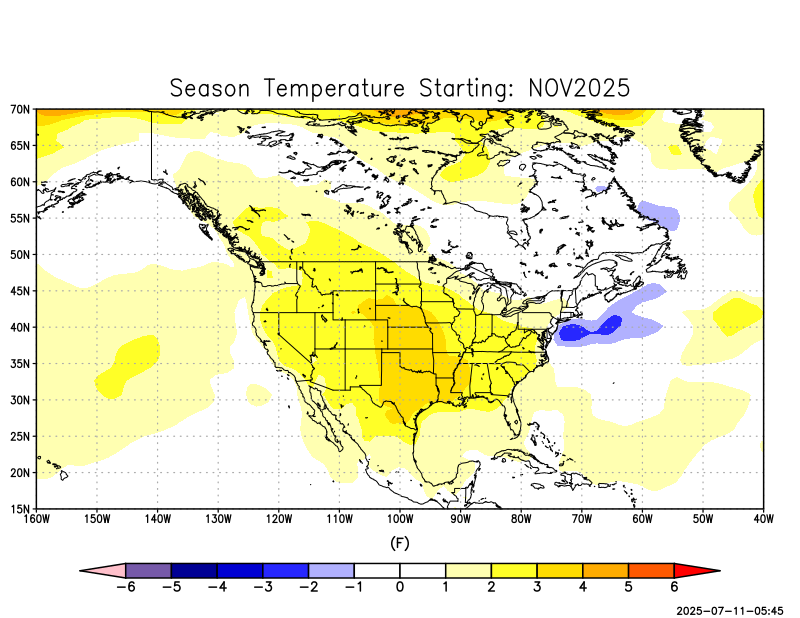 Season Temperature Starting: NOV2025
70N
65N
60N
55N
50N
45N
40N
35N
30N
25N
20N
15N
160W 150W 140W 130W 120W 110W 100W 90W 80W 70W 60W 50W 40W
(F)
−6 −5 −4 −3 −2 −1 0 1 2 3 4 5 6
2025-07-11-05:45